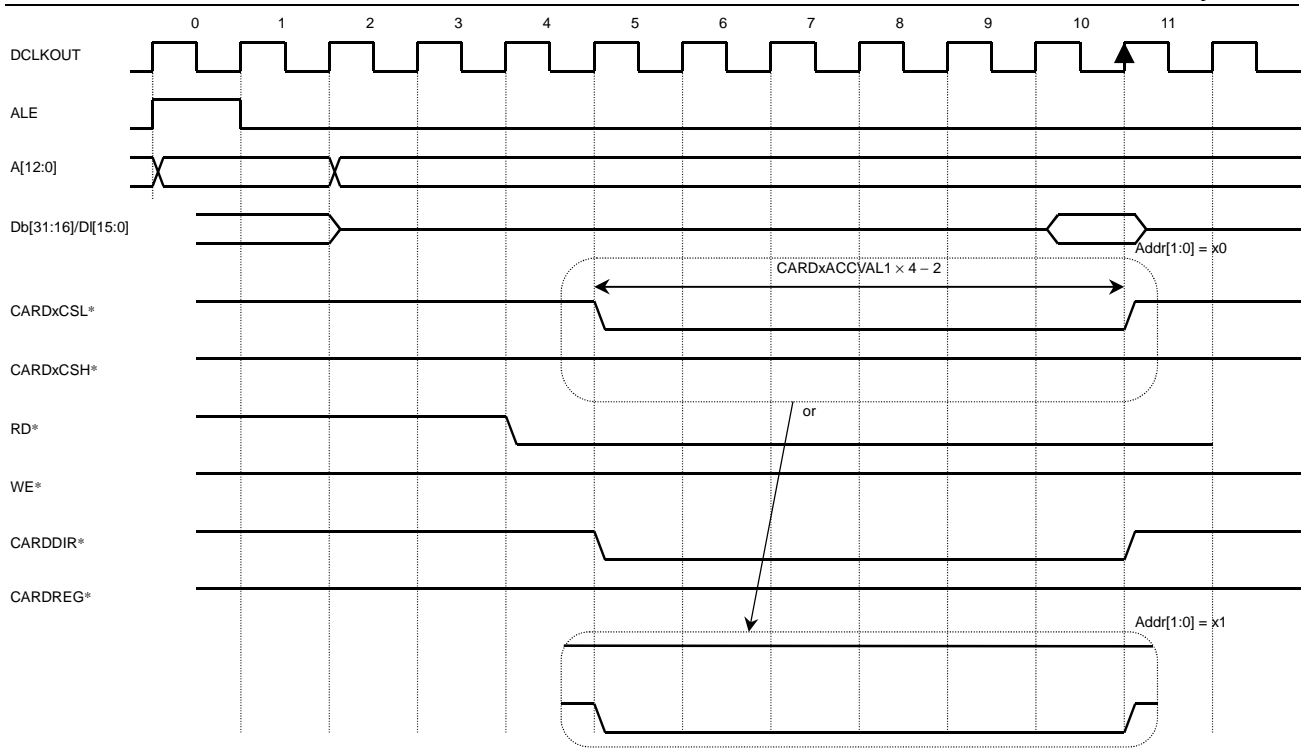 0 1 2 3 4 5 6 7 8 9 10 11
DCLKOUT
ALE
A[12:0]
Db[31:16]/DI[15:0]
Addr[1:0] = x0
CARDxACCVAL1 × 4 − 2
CARDxCSL*
CARDxCSH*
or
RD*
WE*
CARDDIR*
CARDREG*
Addr[1:0] = x1